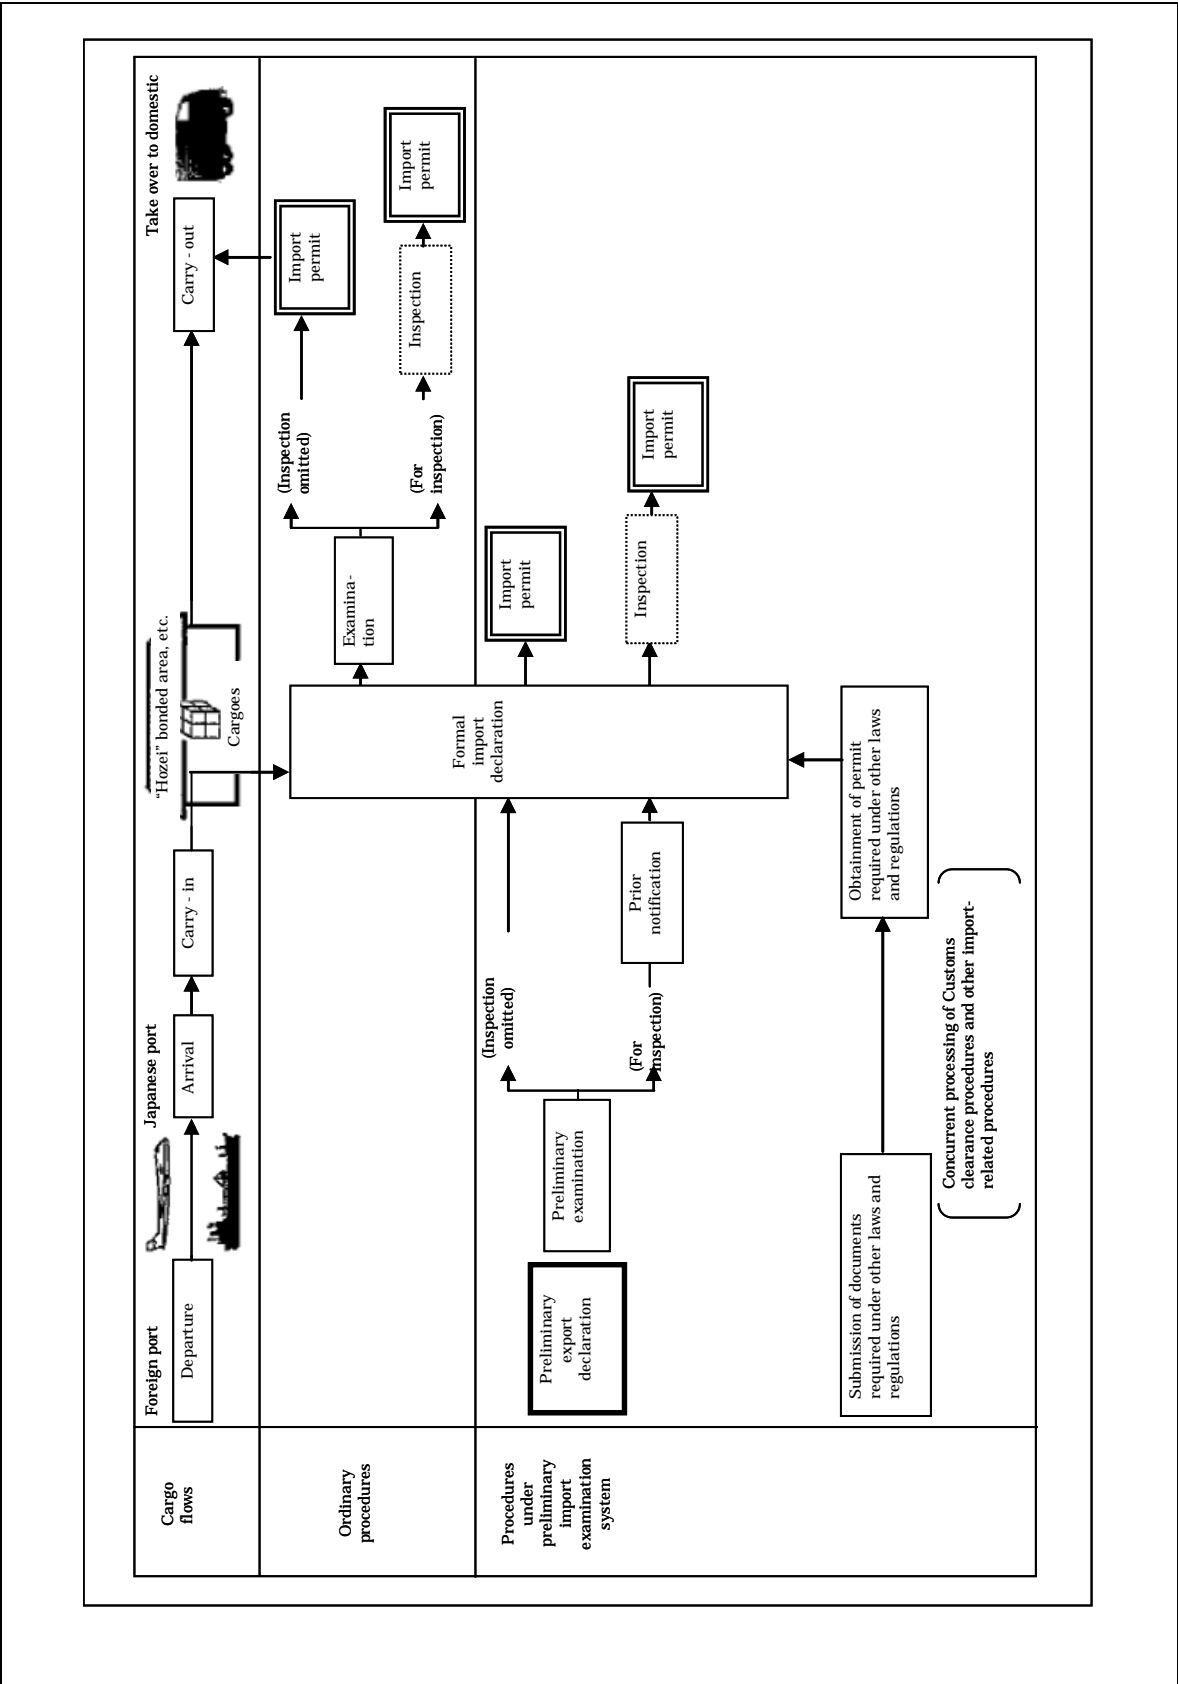 Cargo
flows
Foreign port
Japanese port
Take over to domestic
Departure
Arrival
Carry - in
"Hozei" bonded area, etc.
Cargoes
Carry - out
Ordinary
procedures
Examina-
tion
(Inspection
omitted)
Import
permit
(For
inspection)
Inspection
Import
permit
Procedures
under
preliminary
import
examination
system
Preliminary
export
declaration
Preliminary
examination
(Inspection
omitted)
(For
inspection)
Prior
notification
Formal
import
declaration
Import
permit
Inspection
Import
permit
Submission of documents
required under other laws and
regulations
Obtainment of permit
required under other laws
and regulations
Concurrent processing of Customs
clearance procedures and other import-
related procedures